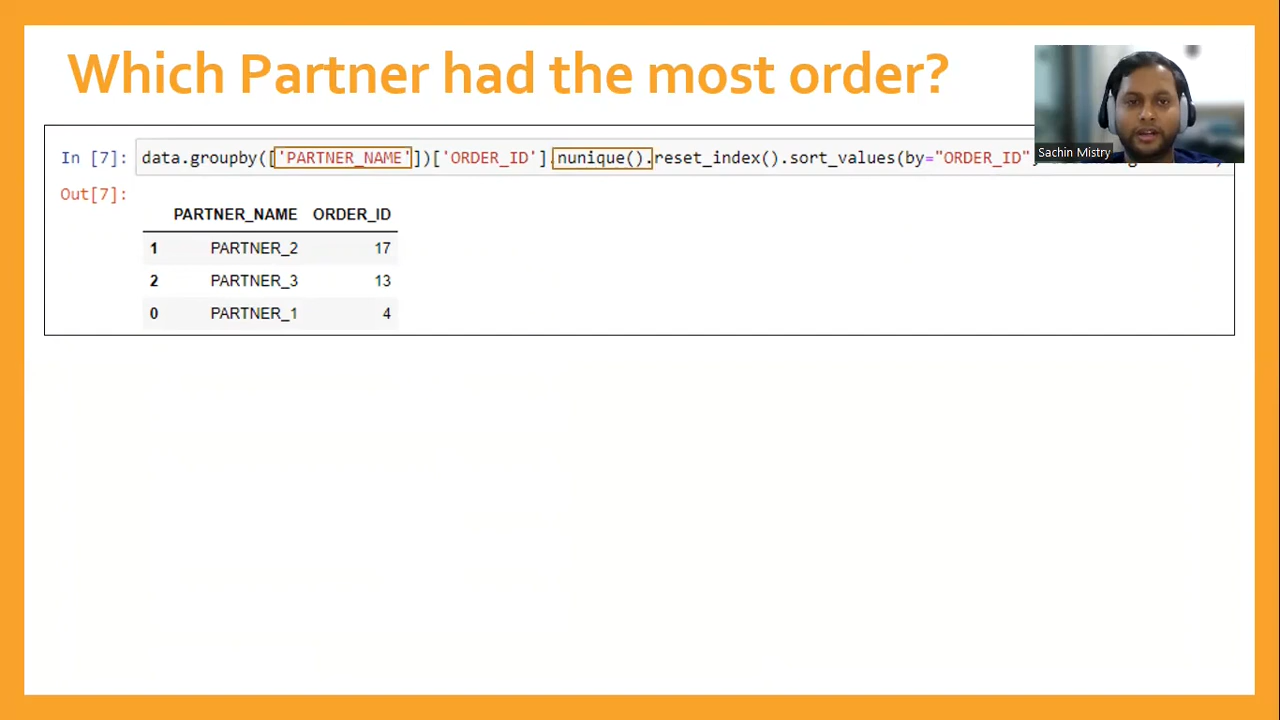 Which Partner had the most order?
Sachin Mistry
In [7]: data.groupby(['PARTNER_NAME'])['ORDER_ID'].nunique().reset_index().sort_values(by="ORDER_ID"
Out[7]:
PARTNER_NAME ORDER_ID
1 PARTNER_2 17
2 PARTNER_3 13
0 PARTNER_1 4